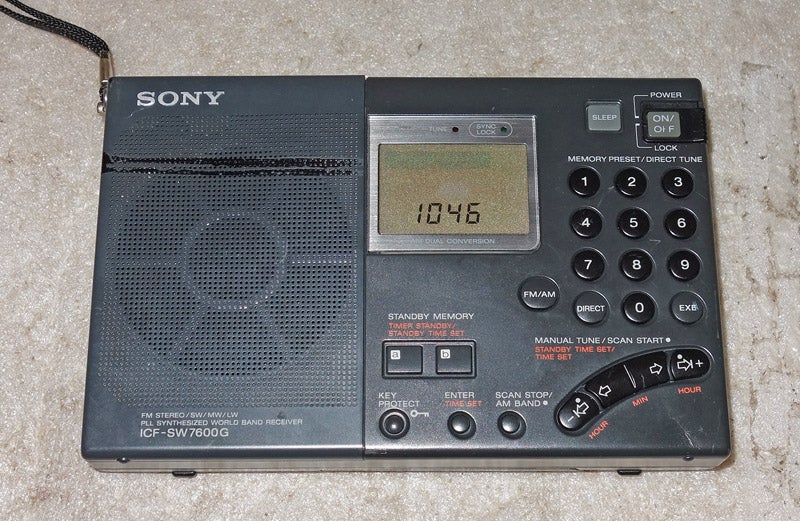 SONY
TUNE
SYNC
LOCK
1046
DUAL CONVERSION
SLEEP
POWER
ON/
OFF
LOCK
MEMORY PRESET/DIRECT TUNE
1
2
3
4
5
6
7
8
9
FM/AM
DIRECT
0
EXE
STANDBY MEMORY
TIMER STANDBY/
STANDBY TIME SET
a
b
MANUAL TUNE/SCAN START
STANDBY TIME SET/
TIME SET
+
HOUR
MIN
HOUR
KEY
PROTECT
ENTER
TIME SET
SCAN STOP/
AM BAND
FM STEREO/SW/MW/LW
PLL SYNTHESIZED WORLD BAND RECEIVER
ICF-SW7600G